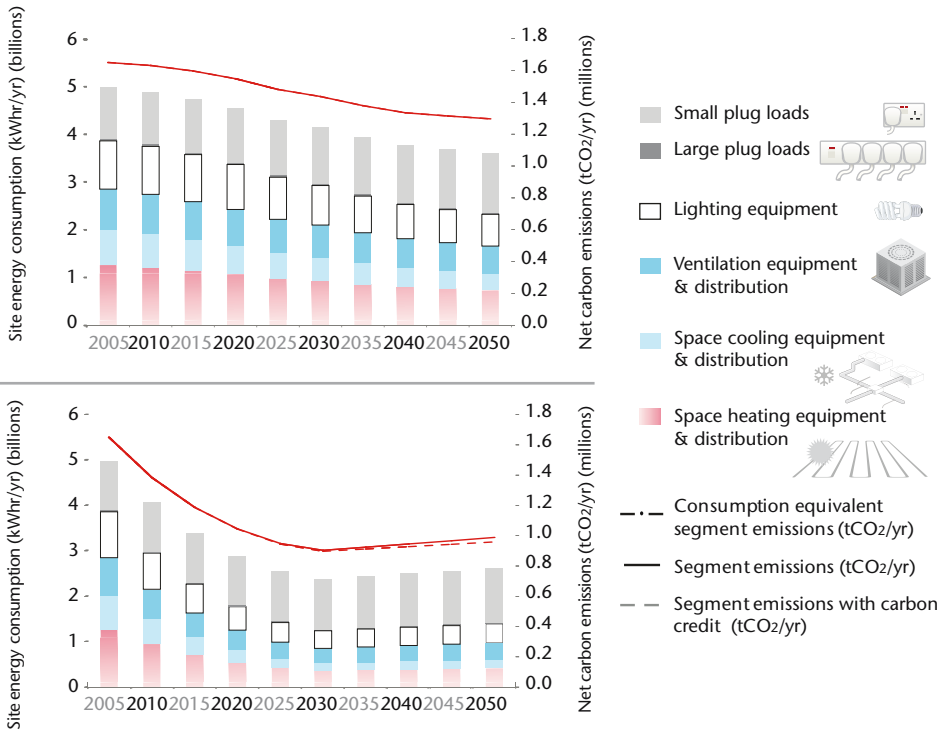 Site energy consumption (kWhr/yr) (billions)
6
5
4
3
2
1
0
1.8
1.6
1.4
1.2
1.0
0.8
0.6
0.4
0.2
0.0
Net carbon emissions (tCO2/yr) (millions)
2005 2010 2015 2020 2025 2030 2035 2040 2045 2050
Site energy consumption (kWhr/yr) (billions)
6
5
4
3
2
1
0
1.8
1.6
1.4
1.2
1.0
0.8
0.6
0.4
0.2
0.0
Net carbon emissions (tCO2/yr) (millions)
2005 2010 2015 2020 2025 2030 2035 2040 2045 2050
Small plug loads
Large plug loads
Lighting equipment
Ventilation equipment
& distribution
Space cooling equipment
& distribution
Space heating equipment
& distribution
Consumption equivalent
segment emissions (tCO2/yr)
Segment emissions (tCO2/yr)
Segment emissions with carbon
credit (tCO2/yr)